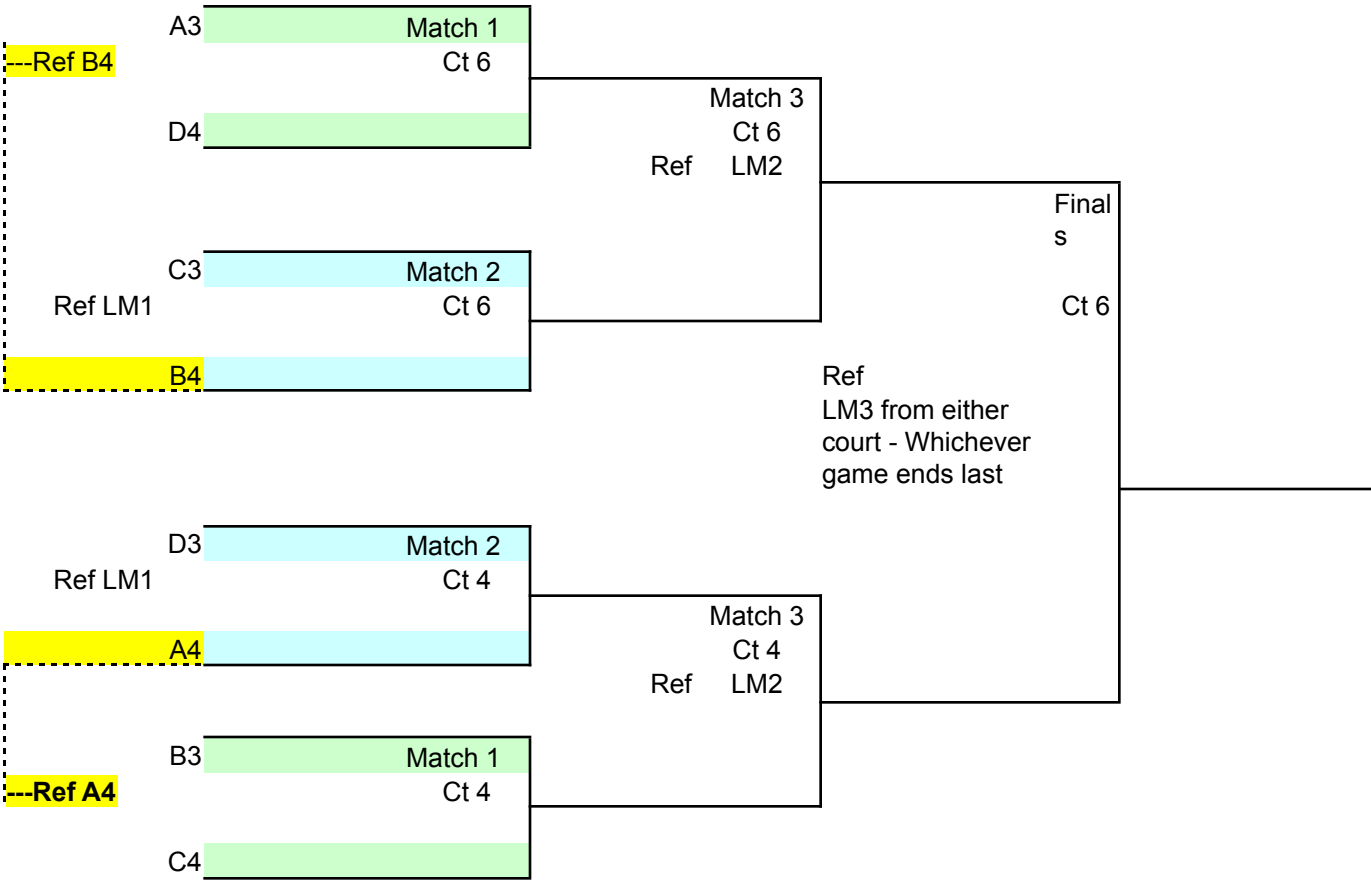 A3 Match 1
---Ref B4 Ct 6
Match 3
D4 Ct 6
Ref LM2
Final
s
C3 Match 2
Ref LM1 Ct 6 Ct 6
B4 Ref
LM3 from either
court - Whichever
game ends last
D3 Match 2
Ref LM1 Ct 4
Match 3
A4 Ct 4
Ref LM2
B3 Match 1
---Ref A4 Ct 4
C4